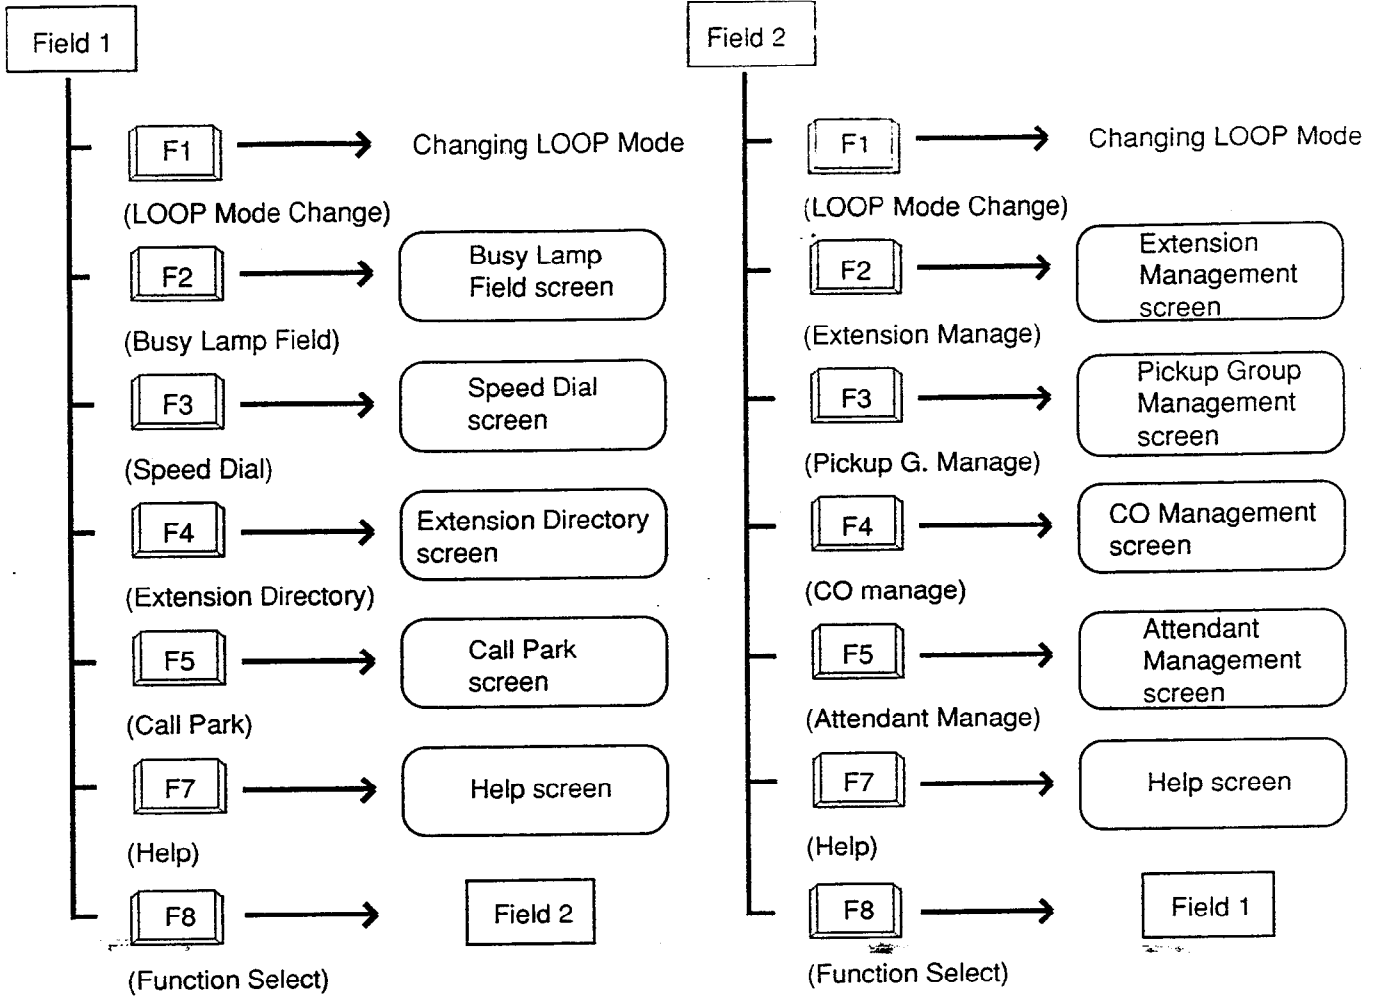 Field 1
F1
Changing LOOP Mode
(LOOP Mode Change)
F2
Busy Lamp
Field screen
(Busy Lamp Field)
F3
Speed Dial
screen
(Speed Dial)
F4
Extension Directory
screen
(Extension Directory)
F5
Call Park
screen
(Call Park)
F7
Help screen
(Help)
F8
Field 2
(Function Select)
Field 2
F1
Changing LOOP Mode
(LOOP Mode Change)
F2
Extension
Management
screen
(Extension Manage)
F3
Pickup Group
Management
screen
(Pickup G. Manage)
F4
CO Management
screen
(CO manage)
F5
Attendant
Management
screen
(Attendant Manage)
F7
Help screen
(Help)
F8
Field 1
(Function Select)